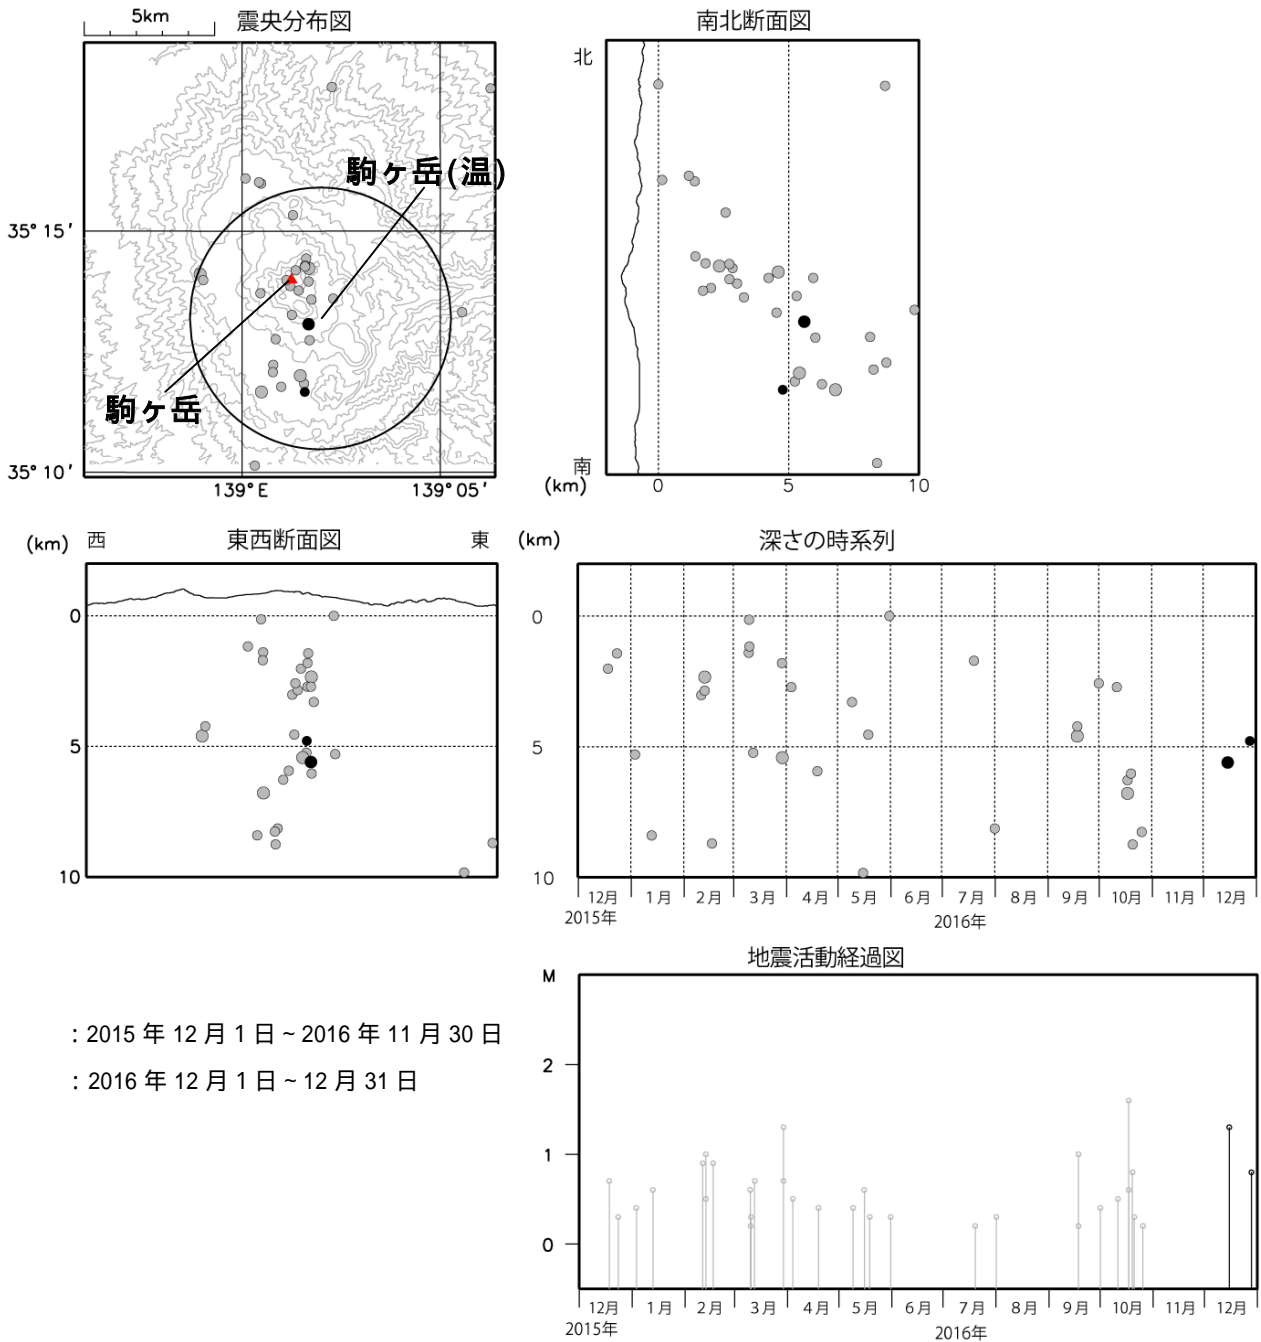 5km 震央分布図
駒ヶ岳(温)
35°15′
駒ヶ岳
35°10′
139°E 139°05′
南北断面図
北
南
(km) 0 5 10
(km) 西 東西断面図 東
0
5
10
(km) 深さの時系列
0
5
10
12月 1月 2月 3月 4月 5月 6月 7月 8月 9月 10月 11月 12月
2015年 2016年
地震活動経過図
M
2
1
0
12月 1月 2月 3月 4月 5月 6月 7月 8月 9月 10月 11月 12月
2015年 2016年
: 2015 年 12 月 1 日 ~ 2016 年 11 月 30 日
: 2016 年 12 月 1 日 ~ 12 月 31 日